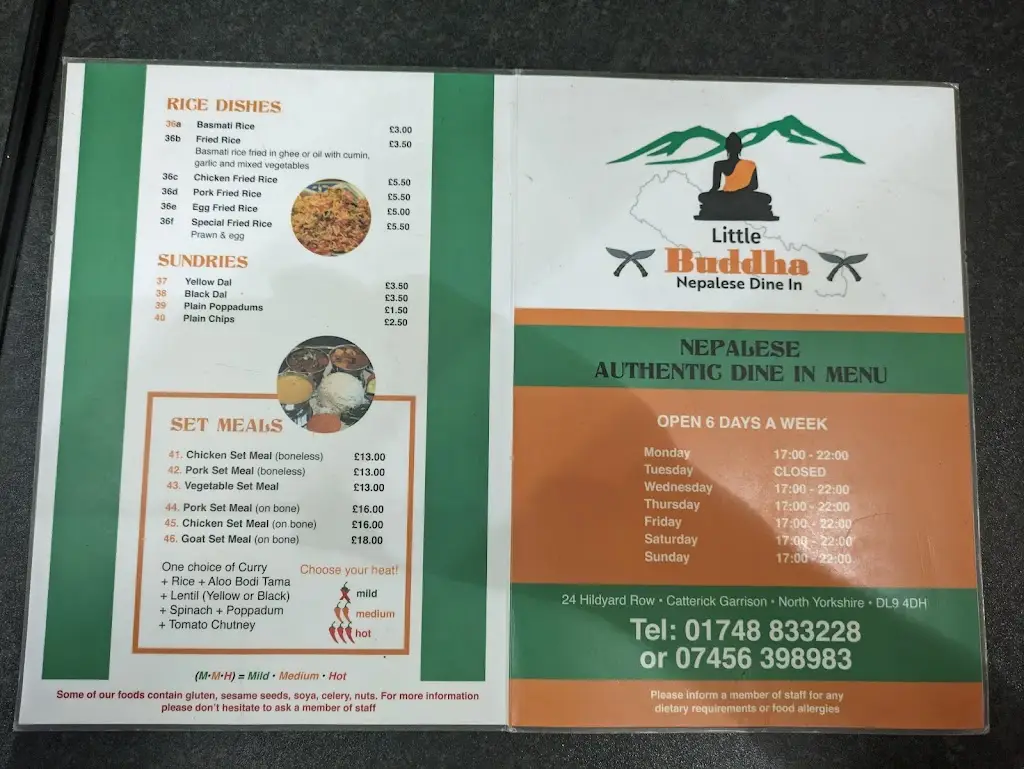 RICE DISHES
36a Basmati Rice £3.00
36b Fried Rice £3.50
Basmati rice fried in ghee or oil with cumin,
garlic and mixed vegetables
36c Chicken Fried Rice £5.50
36d Pork Fried Rice £5.50
36e Egg Fried Rice £5.00
36f Special Fried Rice £5.50
Prawn & egg
SUNDRIES
37 Yellow Dal £3.50
38 Black Dal £3.50
39 Plain Poppadums £1.50
40 Plain Chips £2.50
SET MEALS
41. Chicken Set Meal (boneless) £13.00
42. Pork Set Meal (boneless) £13.00
43. Vegetable Set Meal £13.00
44. Pork Set Meal (on bone) £16.00
45. Chicken Set Meal (on bone) £16.00
46. Goat Set Meal (on bone) £18.00
One choice of Curry
+ Rice + Aloo Bodi Tama
+ Lentil (Yellow or Black)
+ Spinach + Poppadum
+ Tomato Chutney
Choose your heat!
mild
medium
hot
(M•M•H) = Mild • Medium • Hot
Some of our foods contain gluten, sesame seeds, soya, celery, nuts. For more information
please don't hesitate to ask a member of staff
Little
Buddha
Nepalese Dine In
NEPALESE
AUTHENTIC DINE IN MENU
OPEN 6 DAYS A WEEK
Monday 17:00 - 22:00
Tuesday CLOSED
Wednesday 17:00 - 22:00
Thursday 17:00 - 22:00
Friday 17:00 - 22:00
Saturday 17:00 - 22:00
Sunday 17:00 - 22:00
24 Hildyard Row • Catterick Garrison • North Yorkshire • DL9 4DH
Tel: 01748 833228
or 07456 398983
Please inform a member of staff for any
dietary requirements or food allergies